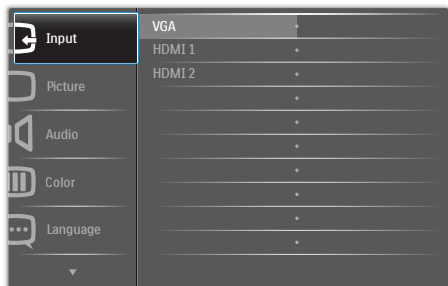 Input
Picture
Audio
Color
Language
VGA
HDMI 1
HDMI 2